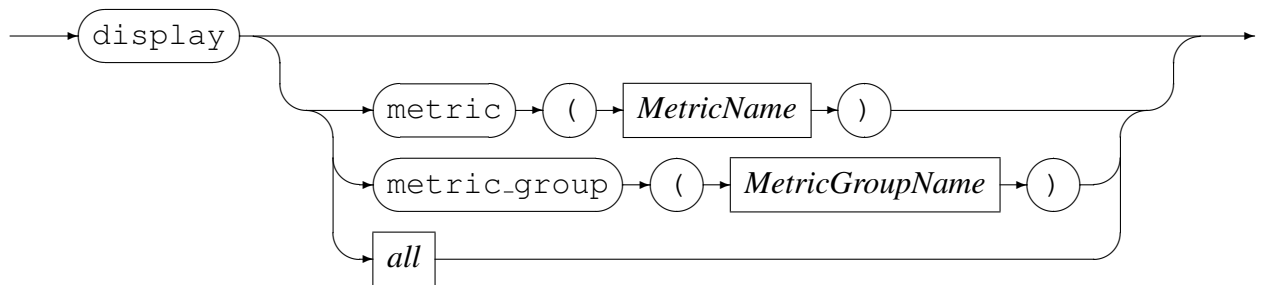 display
metric ( MetricName )
metric_group ( MetricGroupName )
all